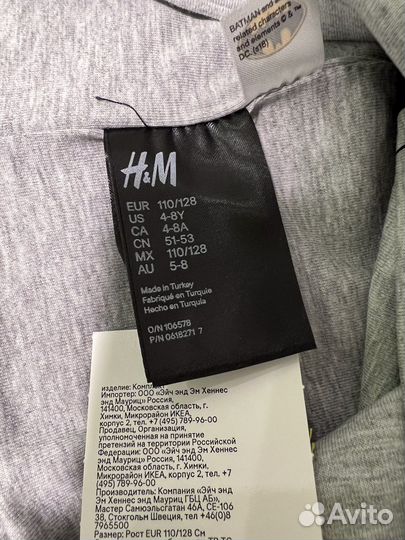 BATMAN and all
related characters
and elements © &
DC. (s18)
H&M
EUR 110/128
US 4-8Y
CA 4-8A
CN 51-53
MX 110/128
AU 5-8
Made in Turkey
Fabriqué en Turquie
Hecho en Turquía
O/N 106578
P/N 0618271 7
изделие: Комплект
Импортер: ООО «Эйч энд Эм Хеннес
энд Мауриц» Россия,
141400, Московская область, г.
Химки, Микрорайон ИКЕА,
корпус 2, тел +7 (495) 789-96-00
Продавец, Организация,
уполномоченная на принятие
претензий на территории Российской
Федерации: ООО «Эйч энд Эм Хеннес
энд Мауриц» Россия, 141400,
Московская область, г. Химки,
Микрорайон ИКЕА, корпус 2, тел +7
(495) 789-96-00
Производитель: Компания «Эйч
энд Эм Хеннес энд Мауриц ГБЦ АБ»,
Мастер Самюэльсгатан 46А, СЕ-106
38, Стокгольм Швеция, тел +46(0)8
7965500
Размер: Рост EUR 110/128 См
Avito